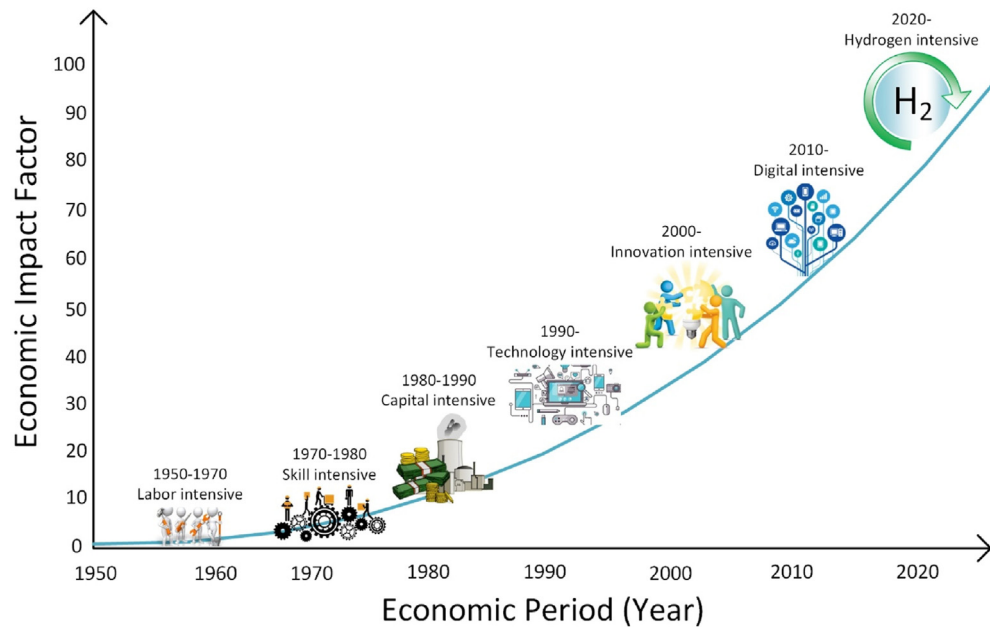 2020-
Hydrogen intensive
H2
2010-
Digital intensive
2000-
Innovation intensive
1990-
Technology intensive
1980-1990
Capital intensive
1970-1980
Skill intensive
1950-1970
Labor intensive
Economic Impact Factor
100
90
80
70
60
50
40
30
20
10
0
1950
1960
1970
1980
1990
2000
2010
2020
Economic Period (Year)